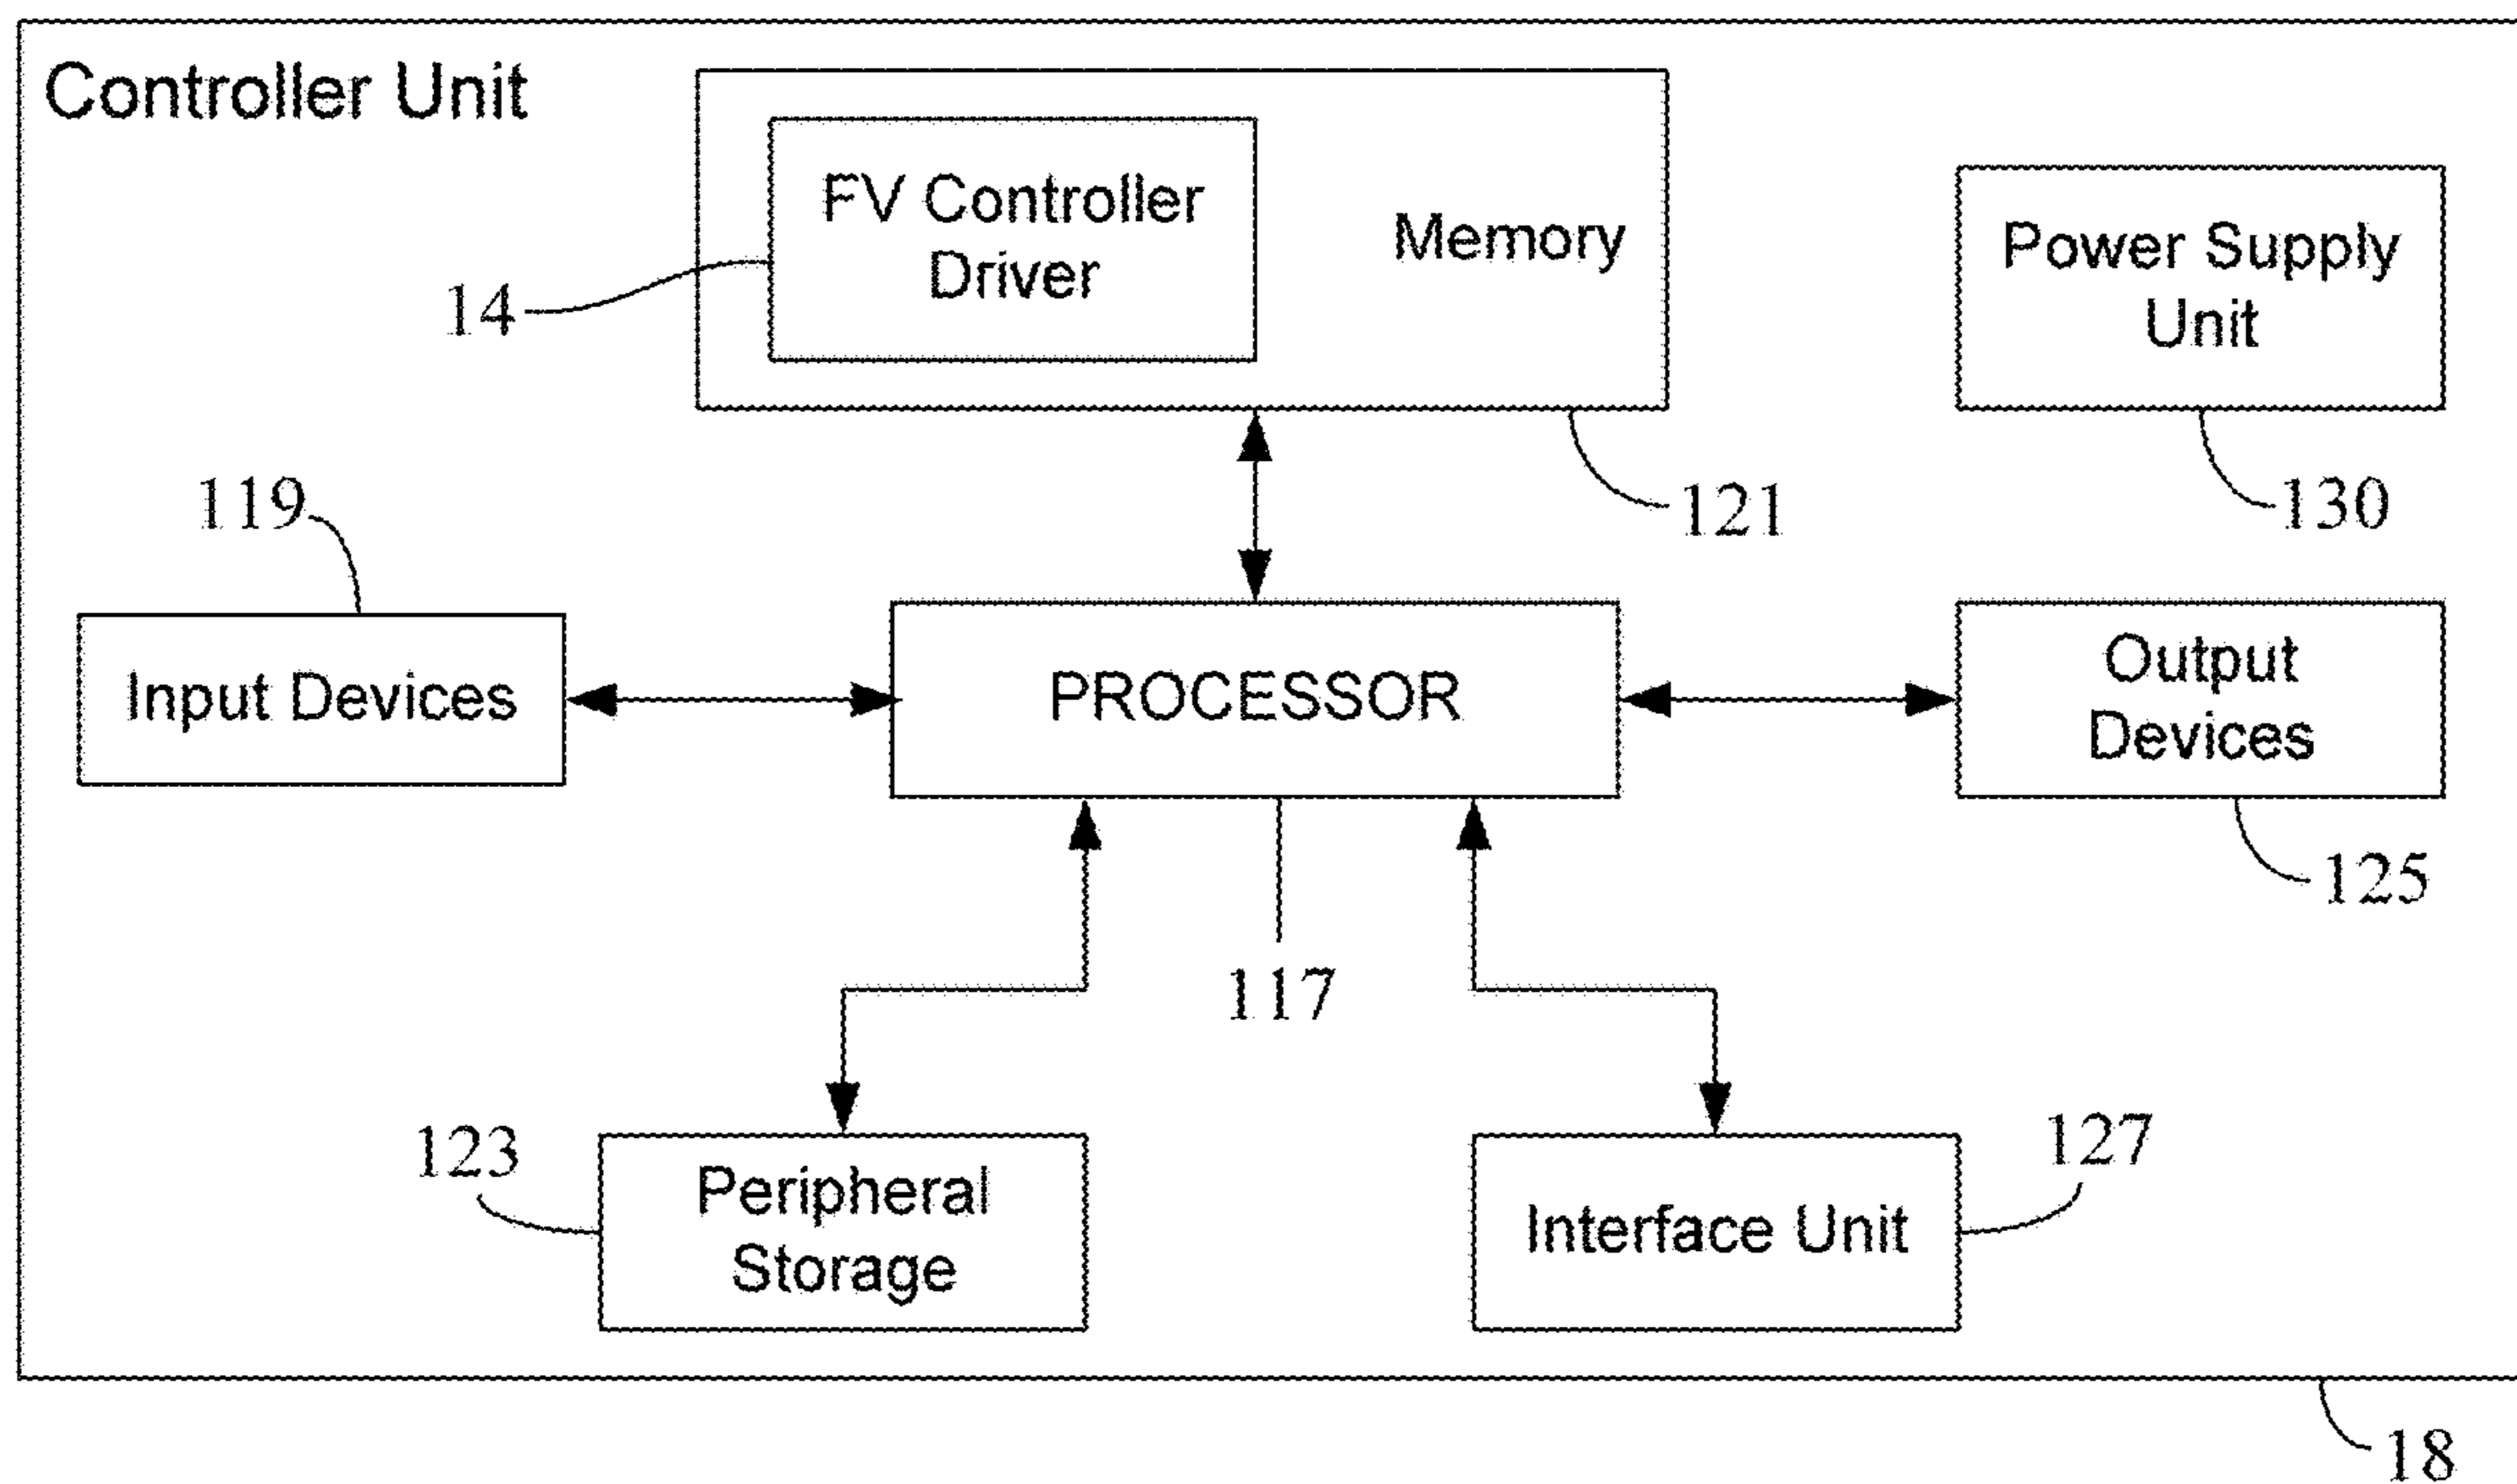 Controller Unit
FV Controller
Driver
Memory
Power Supply
Unit
14
121
130
119
Input Devices
PROCESSOR
Output
Devices
125
117
123
Peripheral
Storage
127
Interface Unit
18